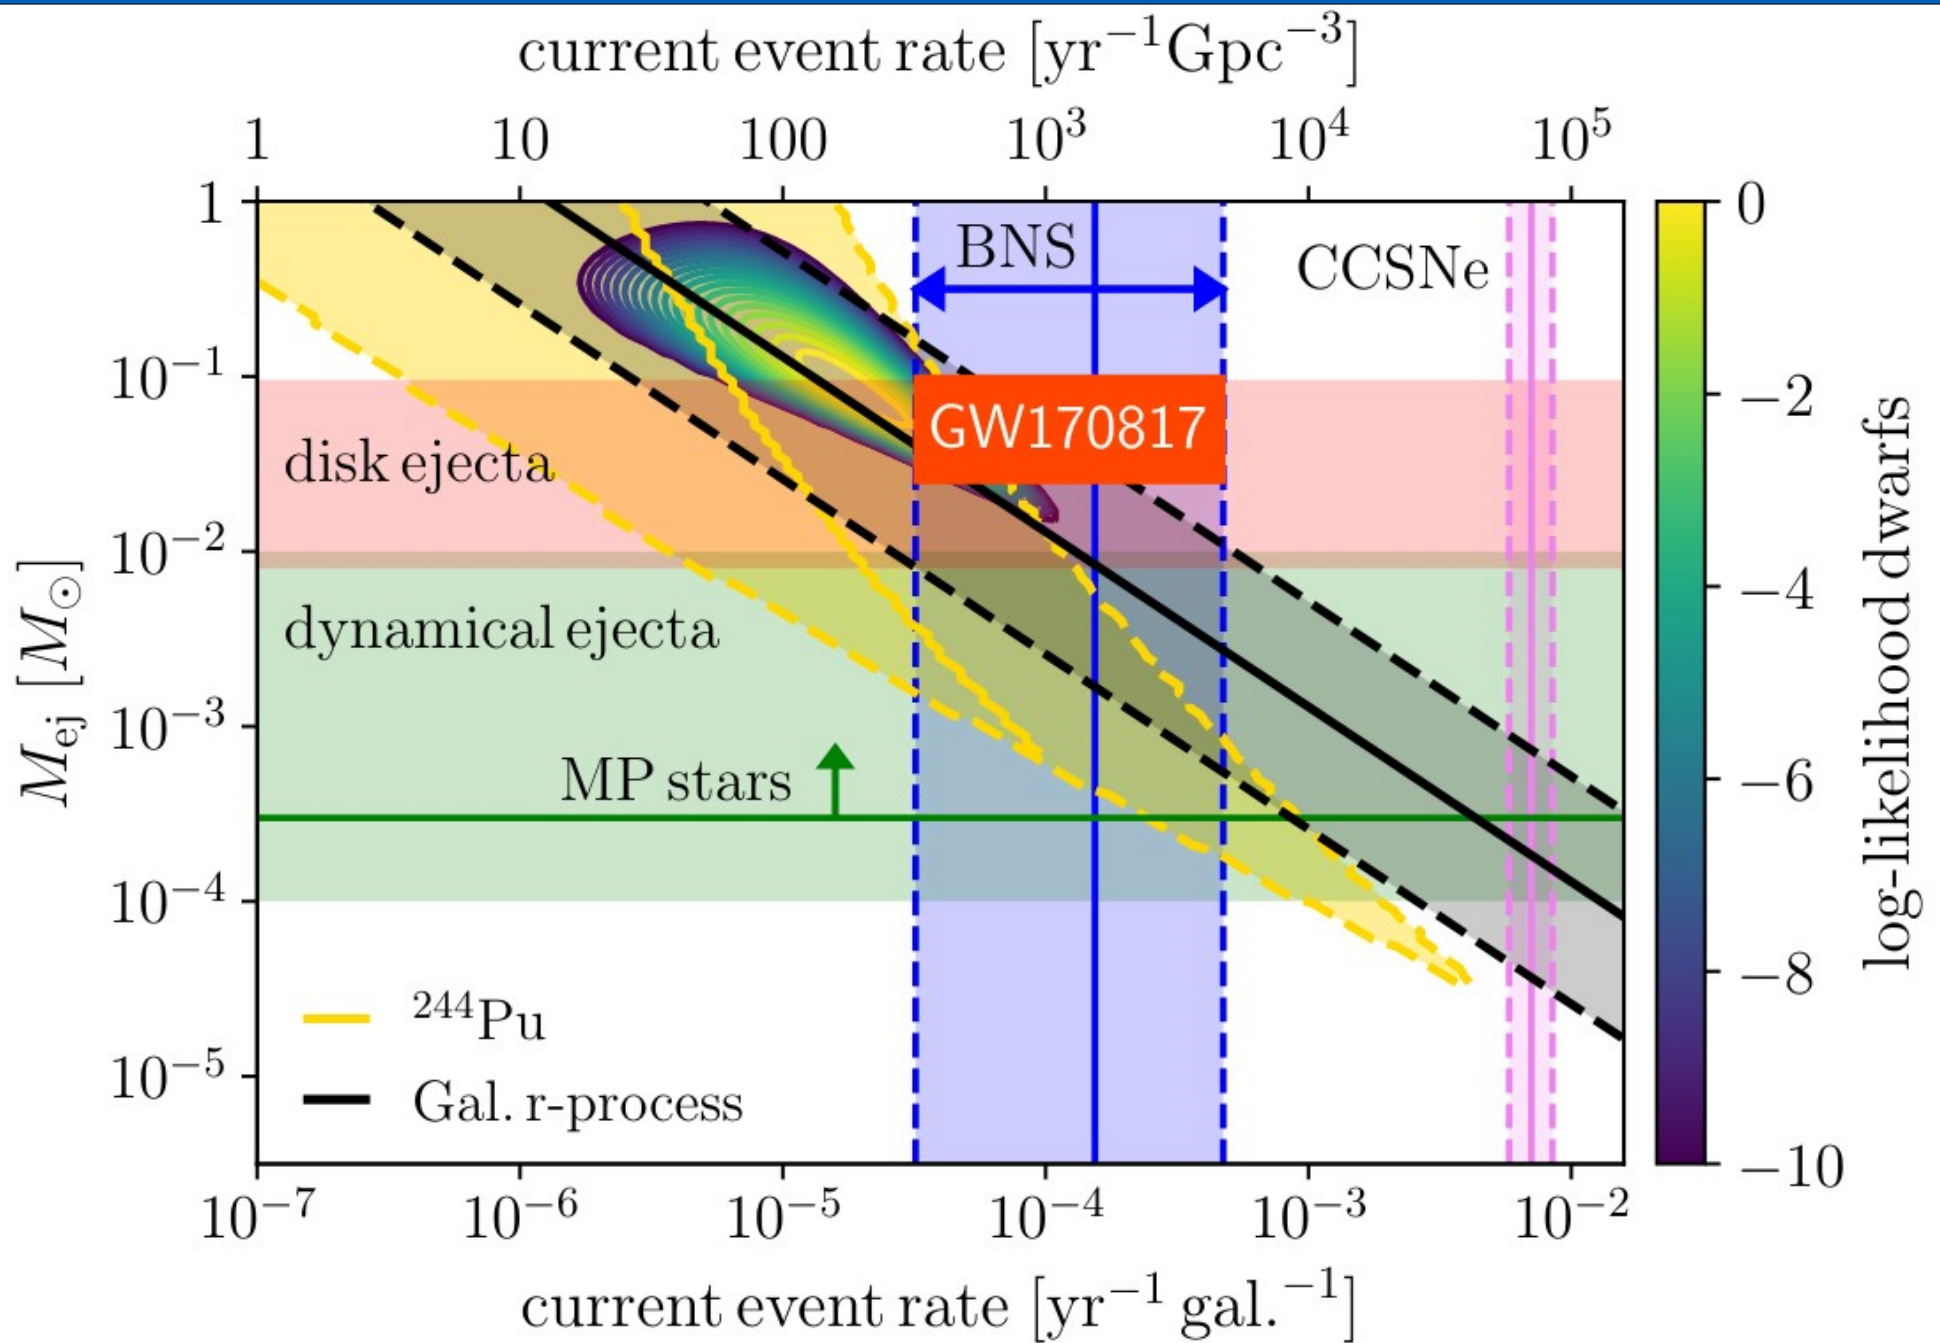 current event rate [yr⁻¹Gpc⁻³]
1 10 100 10³ 10⁴ 10⁵
1
10⁻¹
10⁻²
10⁻³
10⁻⁴
10⁻⁵
M_ej [M_⊙]
BNS
CCSNe
GW170817
disk ejecta
dynamical ejecta
MP stars
²⁴⁴Pu
Gal. r-process
0
−2
−4
−6
−8
−10
log-likelihood dwarfs
10⁻⁷ 10⁻⁶ 10⁻⁵ 10⁻⁴ 10⁻³ 10⁻²
current event rate [yr⁻¹ gal.⁻¹]